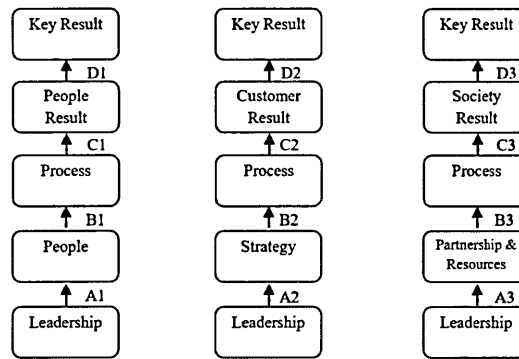 Key Result
Key Result
Key Result
D1
D2
D3
People
Result
Customer
Result
Society
Result
C1
C2
C3
Process
Process
Process
B1
B2
B3
People
Strategy
Partnership &
Resources
A1
A2
A3
Leadership
Leadership
Leadership